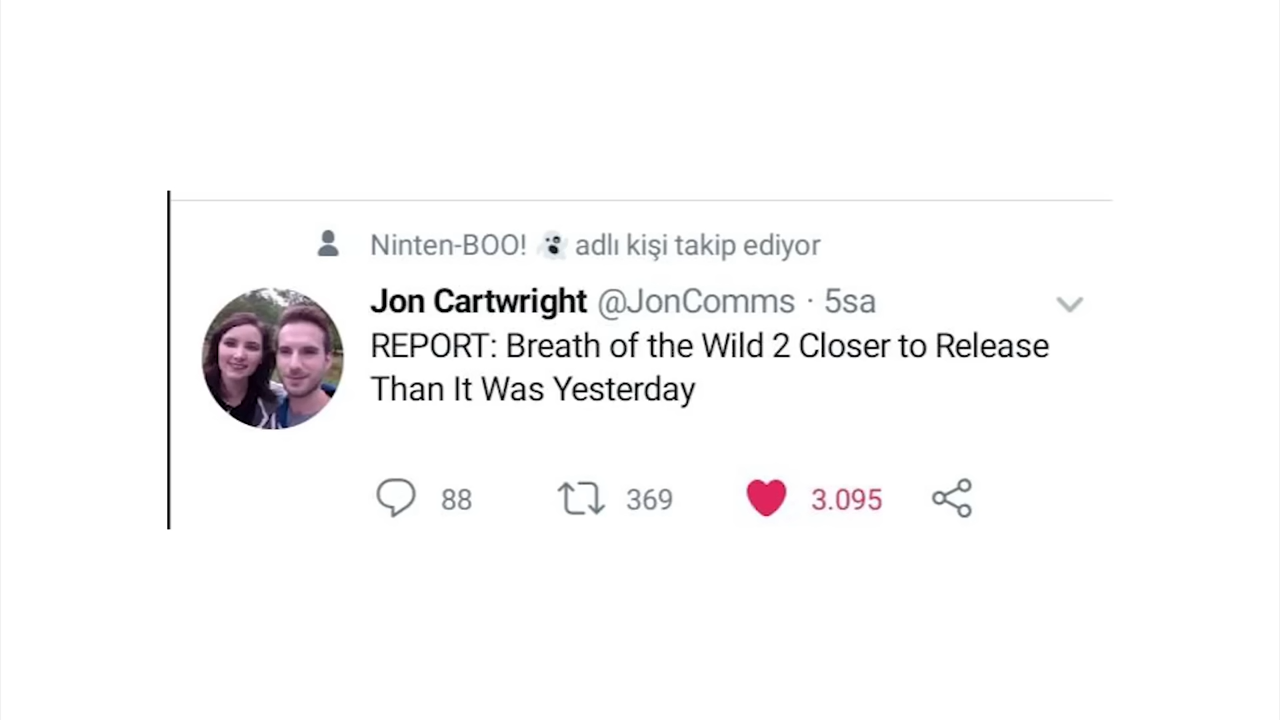 Ninten-BOO! 👻 adlı kişi takip ediyor
Jon Cartwright @JonComms · 5sa
REPORT: Breath of the Wild 2 Closer to Release
Than It Was Yesterday
88 369 3.095